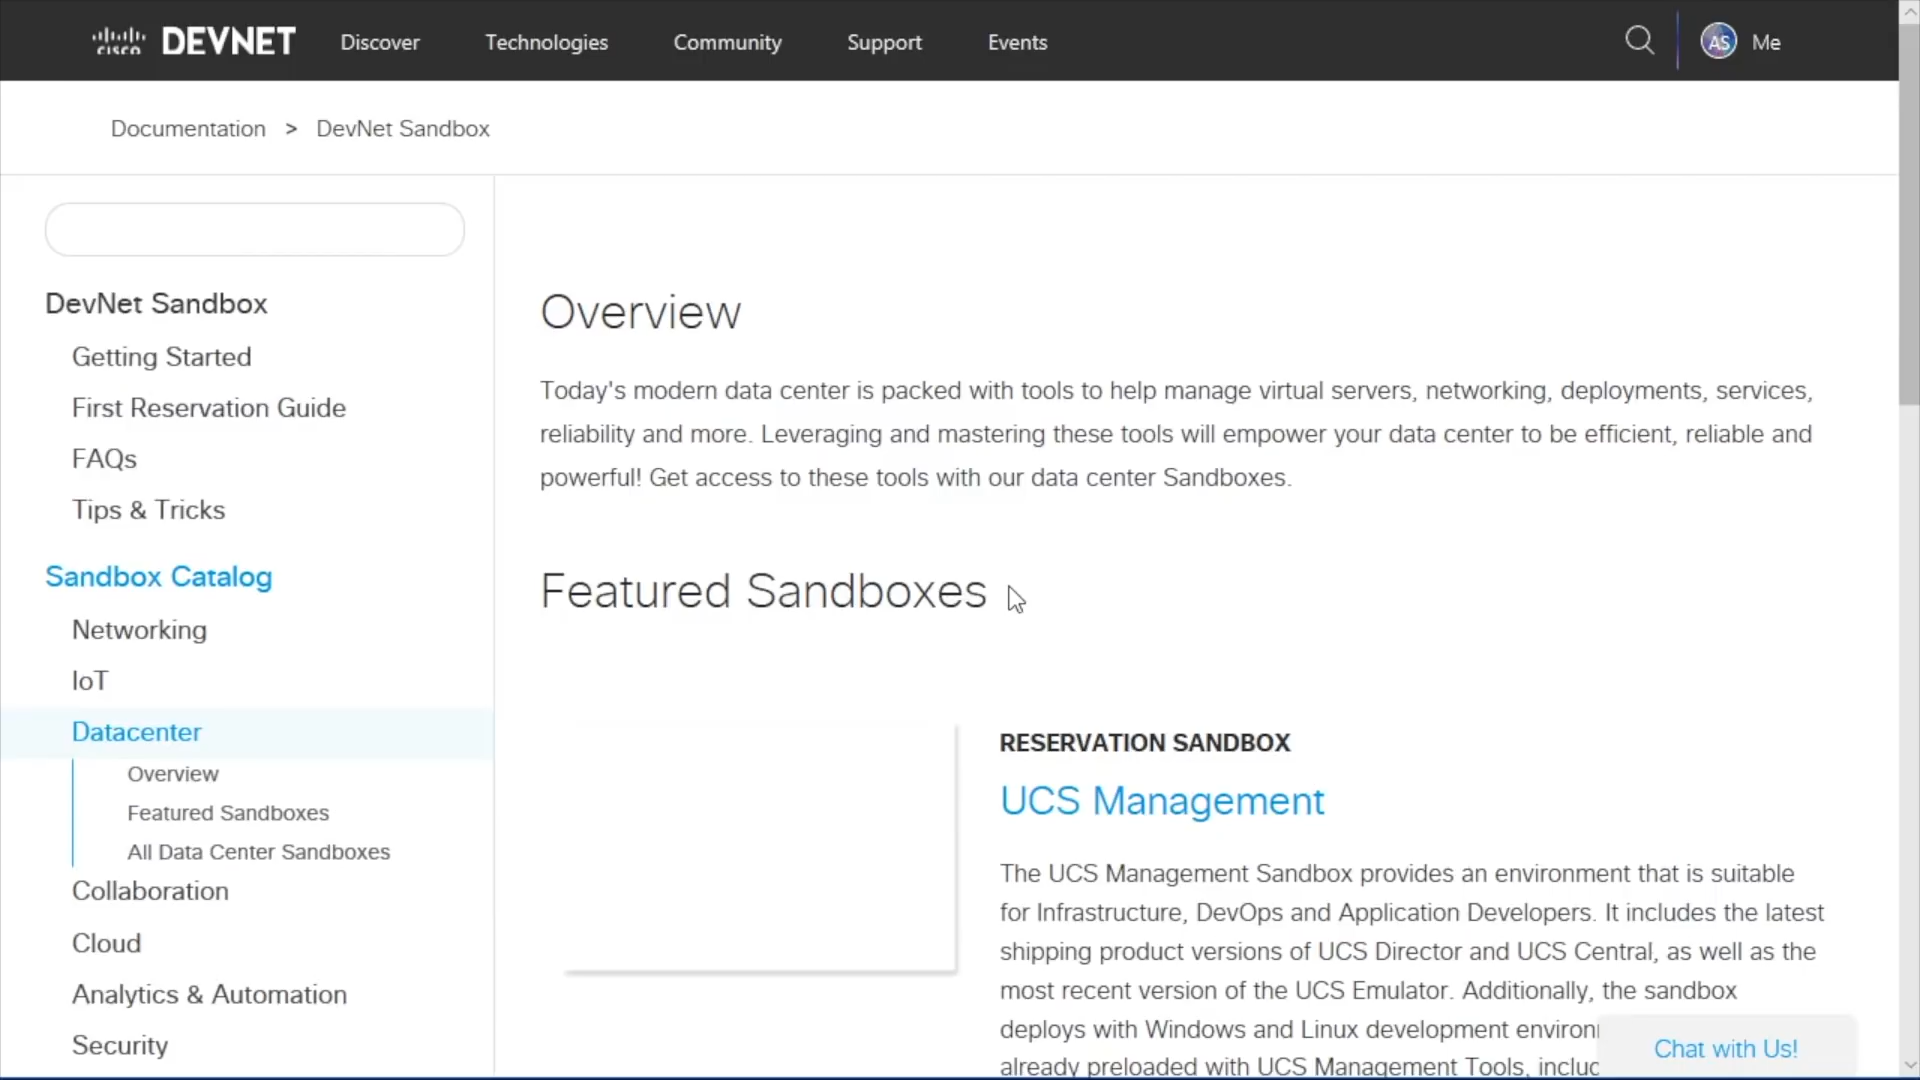 cisco DEVNET Discover Technologies Community Support Events AS Me
Documentation > DevNet Sandbox
DevNet Sandbox
Getting Started
First Reservation Guide
FAQs
Tips & Tricks
Sandbox Catalog
Networking
IoT
Datacenter
Overview
Featured Sandboxes
All Data Center Sandboxes
Collaboration
Cloud
Analytics & Automation
Security
Overview
Today's modern data center is packed with tools to help manage virtual servers, networking, deployments, services,
reliability and more. Leveraging and mastering these tools will empower your data center to be efficient, reliable and
powerful! Get access to these tools with our data center Sandboxes.
Featured Sandboxes
RESERVATION SANDBOX
UCS Management
The UCS Management Sandbox provides an environment that is suitable
for Infrastructure, DevOps and Application Developers. It includes the latest
shipping product versions of UCS Director and UCS Central, as well as the
most recent version of the UCS Emulator. Additionally, the sandbox
deploys with Windows and Linux development environ
already preloaded with UCS Management Tools, includ
Chat with Us!